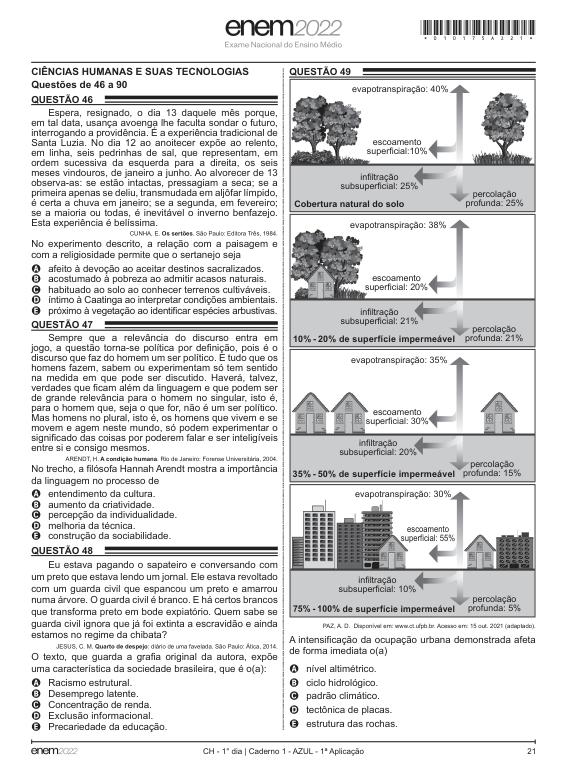 enem2022
Exame Nacional do Ensino Médio
*010175AZ21*
CIÊNCIAS HUMANAS E SUAS TECNOLOGIAS
Questões de 46 a 90
QUESTÃO 46
Espera, resignado, o dia 13 daquele mês porque,
em tal data, usança avoenga lhe faculta sondar o futuro,
interrogando a providência. É a experiência tradicional de
Santa Luzia. No dia 12 ao anoitecer expõe ao relento,
em linha, seis pedrinhas de sal, que representam, em
ordem sucessiva da esquerda para a direita, os seis
meses vindouros, de janeiro a junho. Ao alvorecer de 13
observa-as: se estão intactas, pressagiam a seca; se a
primeira apenas se deliu, transmudada em aljôfar límpido,
é certa a chuva em janeiro; se a segunda, em fevereiro;
se a maioria ou todas, é inevitável o inverno benfazejo.
Esta experiência é belíssima.
CUNHA, E. Os sertões. São Paulo: Editora Três, 1984.
No experimento descrito, a relação com a paisagem e
com a religiosidade permite que o sertanejo seja
A afeito à devoção ao aceitar destinos sacralizados.
B acostumado à pobreza ao admitir acasos naturais.
C habituado ao solo ao conhecer terrenos cultiváveis.
D íntimo à Caatinga ao interpretar condições ambientais.
E próximo à vegetação ao identificar espécies arbustivas.
QUESTÃO 47
Sempre que a relevância do discurso entra em
jogo, a questão torna-se política por definição, pois é o
discurso que faz do homem um ser político. E tudo que os
homens fazem, sabem ou experimentam só tem sentido
na medida em que pode ser discutido. Haverá, talvez,
verdades que ficam além da linguagem e que podem ser
de grande relevância para o homem no singular, isto é,
para o homem que, seja o que for, não é um ser político.
Mas homens no plural, isto é, os homens que vivem e se
movem e agem neste mundo, só podem experimentar o
significado das coisas por poderem falar e ser inteligíveis
entre si e consigo mesmos.
ARENDT, H. A condição humana. Rio de Janeiro: Forense Universitária, 2004.
No trecho, a filósofa Hannah Arendt mostra a importância
da linguagem no processo de
A entendimento da cultura.
B aumento da criatividade.
C percepção da individualidade.
D melhoria da técnica.
E construção da sociabilidade.
QUESTÃO 48
Eu estava pagando o sapateiro e conversando com
um preto que estava lendo um jornal. Ele estava revoltado
com um guarda civil que espancou um preto e amarrou
numa árvore. O guarda civil é branco. E há certos brancos
que transforma preto em bode expiatório. Quem sabe se
guarda civil ignora que já foi extinta a escravidão e ainda
estamos no regime da chibata?
JESUS, C. M. Quarto de despejo: diário de uma favelada. São Paulo: Ática, 2014.
O texto, que guarda a grafia original da autora, expõe
uma característica da sociedade brasileira, que é o(a):
A Racismo estrutural.
B Desemprego latente.
C Concentração de renda.
D Exclusão informacional.
E Precariedade da educação.
QUESTÃO 49
evapotranspiração: 40%
escoamento
superficial:10%
infiltração
subsuperficial: 25%
percolação
profunda: 25%
Cobertura natural do solo
evapotranspiração: 38%
escoamento
superficial: 20%
infiltração
subsuperficial: 21%
percolação
profunda: 21%
10% - 20% de superfície impermeável
evapotranspiração: 35%
escoamento
superficial: 30%
infiltração
subsuperficial: 20%
percolação
profunda: 15%
35% - 50% de superfície impermeável
evapotranspiração: 30%
escoamento
superficial: 55%
infiltração
subsuperficial: 10%
percolação
profunda: 5%
75% - 100% de superfície impermeável
PAZ, A. D. Disponível em: www.ct.ufpb.br. Acesso em: 15 out. 2021 (adaptado).
A intensificação da ocupação urbana demonstrada afeta
de forma imediata o(a)
A nível altimétrico.
B ciclo hidrológico.
C padrão climático.
D tectônica de placas.
E estrutura das rochas.
enem2022
CH - 1° dia | Caderno 1 - AZUL - 1ª Aplicação
21